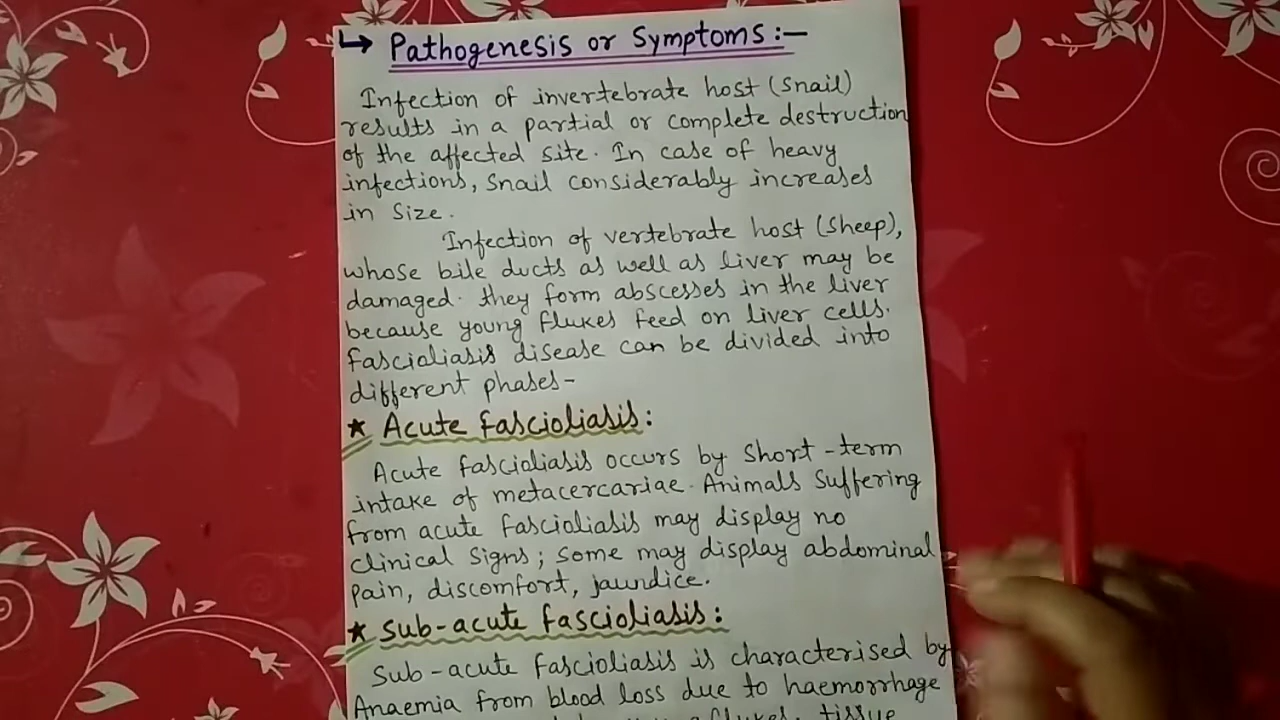 ↳ Pathogenesis or Symptoms:-
Infection of invertebrate host (Snail)
results in a partial or complete destruction
of the affected site. In case of heavy
infections, Snail considerably increases
in Size.
Infection of vertebrate host (Sheep),
whose bile ducts as well as liver may be
damaged. They form abscesses in the liver
because young flukes feed on liver cells.
Fascioliasis disease can be divided into
different phases-
★ Acute fascioliasis:
Acute fascioliasis occurs by short-term
intake of metacercariae. Animals Suffering
from acute fascioliasis may display no
clinical Signs; some may display abdominal
pain, discomfort, jaundice.
★ Sub-acute fascioliasis:
Sub-acute fascioliasis is characterised by
Anaemia from blood loss due to haemorrhage
flukes, tissue